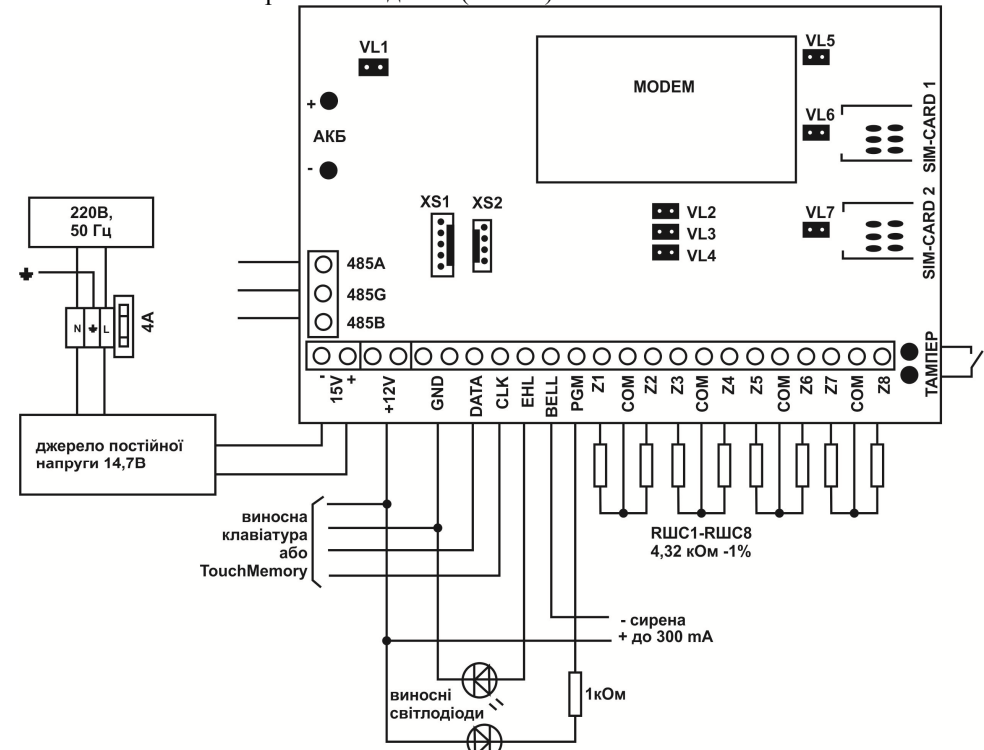 VL1
VL5
MODEM
+
АКБ
-
VL6
SIM-CARD 1
220В,
50 Гц
XS1
XS2
VL2
VL3
VL4
VL7
SIM-CARD 2
485A
485G
485B
N
L
4А
ТАМПЕР
-
15V
+
+12V
GND
DATA
CLK
EHL
BELL
PGM
Z1
COM
Z2
Z3
COM
Z4
Z5
COM
Z6
Z7
COM
Z8
джерело постійної
напруги 14,7В
виносна
клавіатура
або
TouchMemory
RШС1-RШС8
4,32 кОм -1%
- сирена
+ до 300 mA
виносні
світлодіоди
1кОм